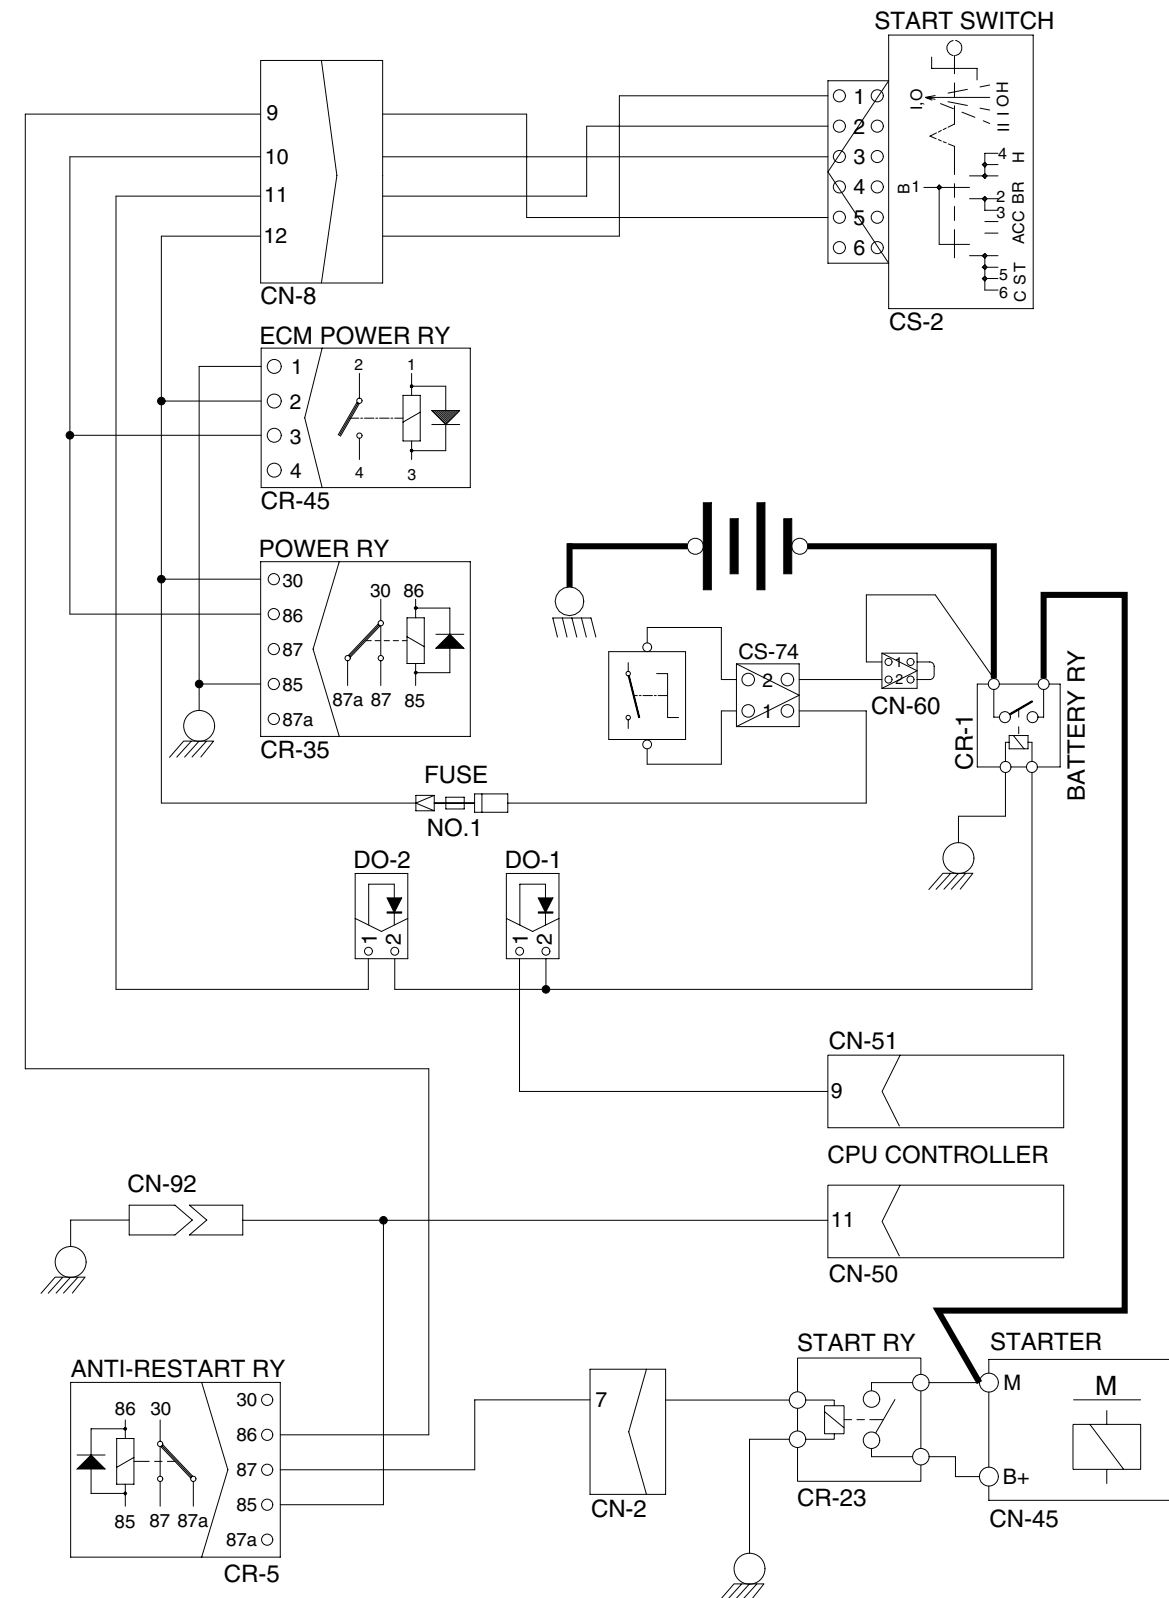 START SWITCH
9
10
11
12
CN-8
1
2
3
4
5
6
I,O
H O I II
B 1
4 H
2 BR
3 ACC
5 ST
6 C
CS-2
ECM POWER RY
1
2
3
4
2 1
4 3
CR-45
POWER RY
30
86
87
85
87a
30 86
87a 87 85
CR-35
CS-74
2
1
1
2
CN-60
CR-1
BATTERY RY
FUSE
NO.1
DO-2
1 2
DO-1
1 2
CN-51
9
CPU CONTROLLER
11
CN-50
CN-92
ANTI-RESTART RY
86 30
85 87 87a
30
86
87
85
87a
CR-5
7
CN-2
START RY
CR-23
STARTER
M
M
B+
CN-45